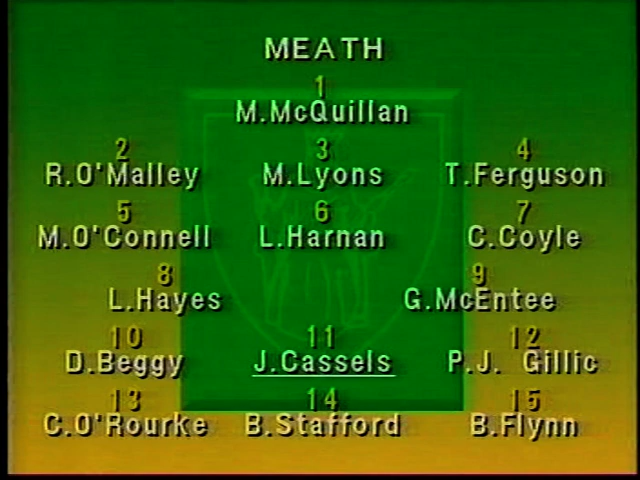 MEATH
1
M.McQuillan
2 3 4
R.O'Malley M.Lyons T.Ferguson
5 6 7
M.O'Connell L.Harnan C.Coyle
8 9
L.Hayes G.McEntee
10 11 12
D.Beggy J.Cassels P.J. Gillic
13 14 15
C.O'Rourke B.Stafford B.Flynn